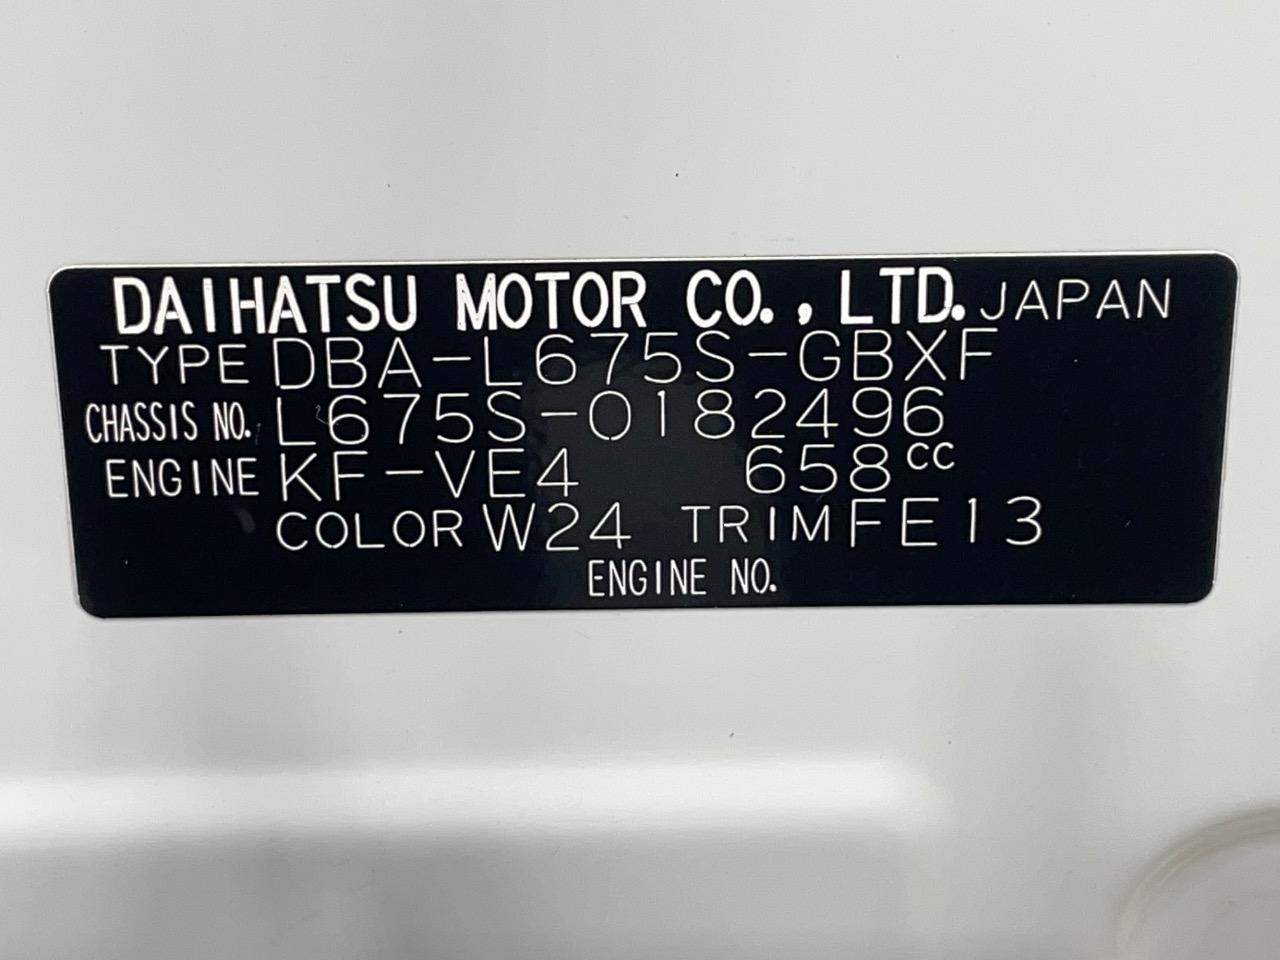 DAIHATSU MOTOR CO., LTD. JAPAN
TYPE DBA-L675S-GBXF
CHASSIS NO. L675S-0182496
ENGINE KF-VE4 658cc
COLOR W24 TRIM FE13
ENGINE NO.